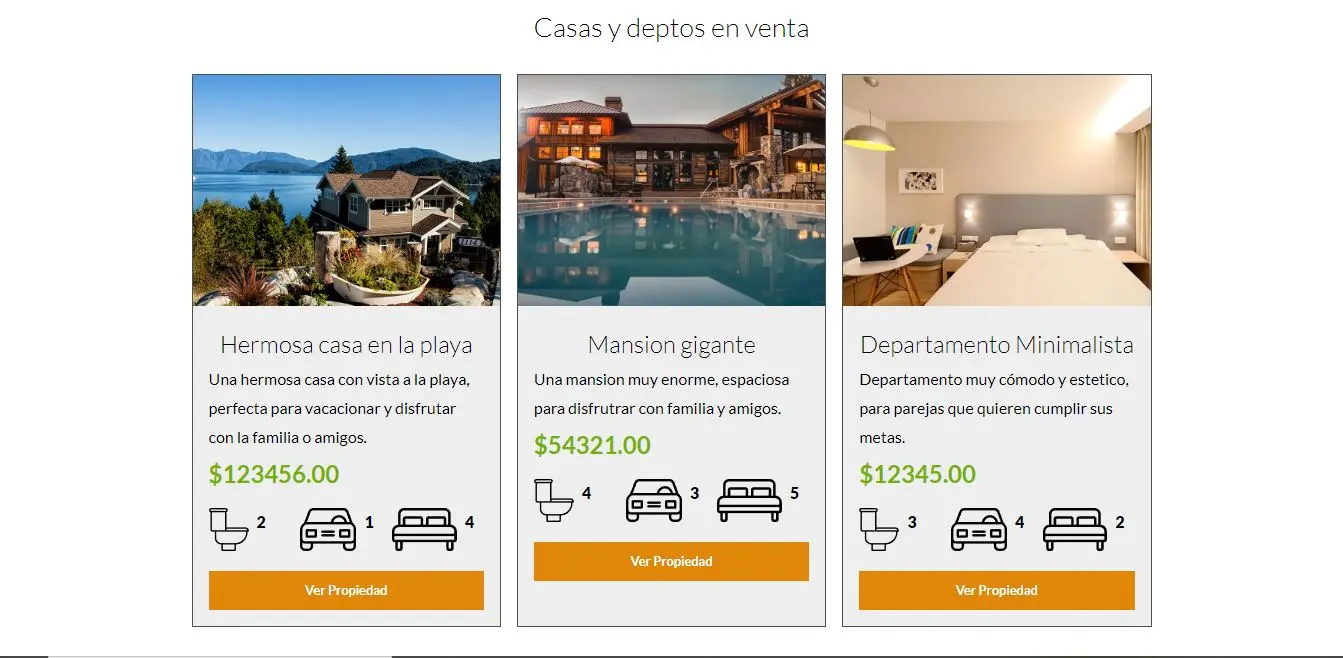 Casas y deptos en venta
1114
Hermosa casa en la playa
Una hermosa casa con vista a la playa,
perfecta para vacacionar y disfrutar
con la familia o amigos.
$123456.00
2 1 4
Ver Propiedad
Mansion gigante
Una mansion muy enorme, espaciosa
para disfrutrar con familia y amigos.
$54321.00
4 3 5
Ver Propiedad
Departamento Minimalista
Departamento muy cómodo y estetico,
para parejas que quieren cumplir sus
metas.
$12345.00
3 4 2
Ver Propiedad